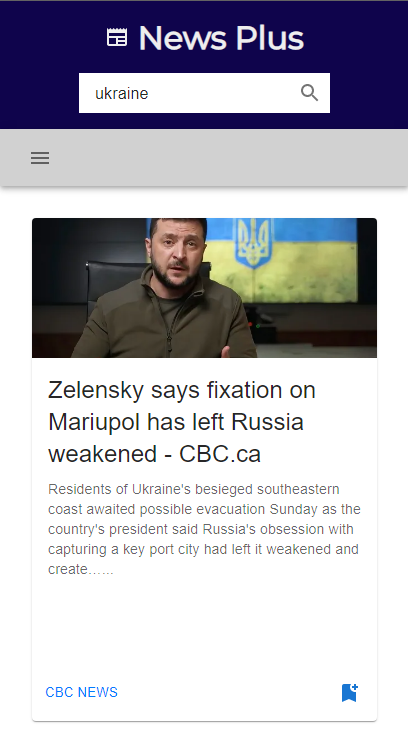 News Plus
ukraine
Zelensky says fixation on
Mariupol has left Russia
weakened - CBC.ca
Residents of Ukraine's besieged southeastern
coast awaited possible evacuation Sunday as the
country's president said Russia's obsession with
capturing a key port city had left it weakened and
create…...
CBC NEWS